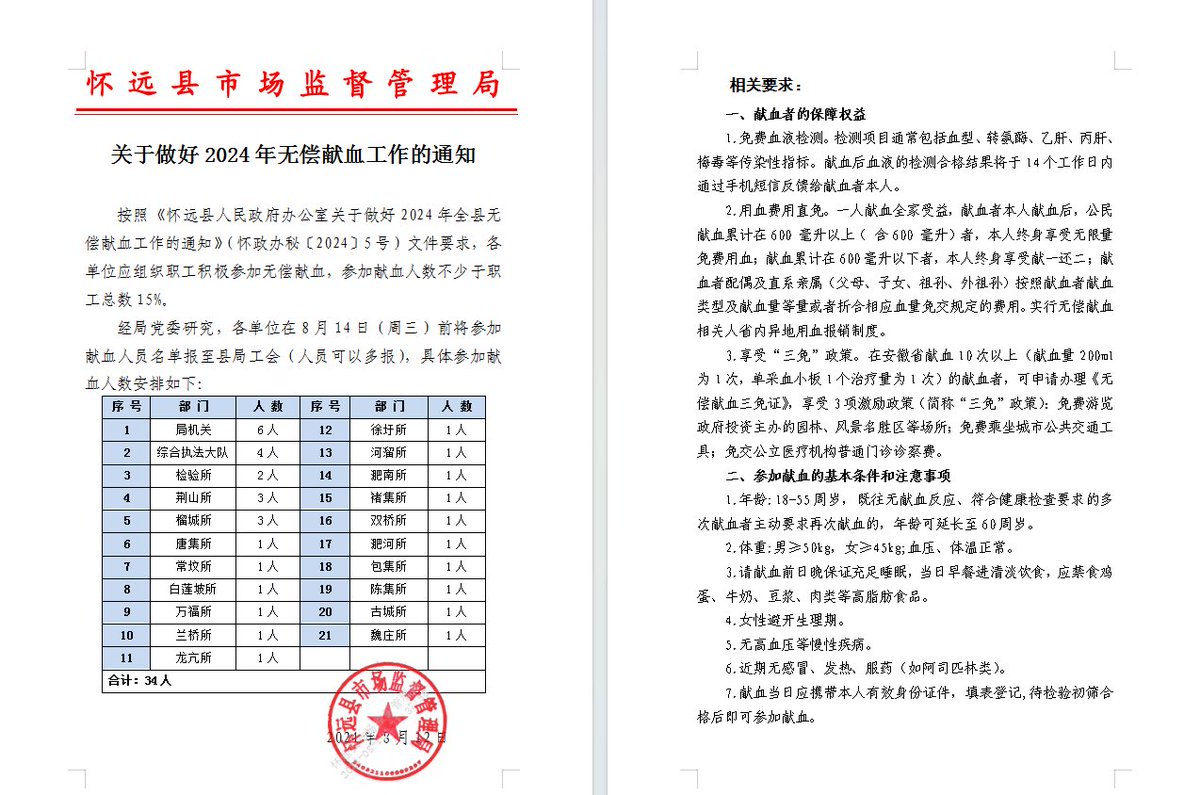 怀远县市场监督管理局
关于做好 2024 年无偿献血工作的通知
按照《怀远县人民政府办公室关于做好 2024 年全县无
偿献血工作的通知》（怀政办秘〔2024〕5 号）文件要求，各
单位应组织职工积极参加无偿献血，参加献血人数不少于职
工总数 15%。
经局党委研究，各单位在 8 月 14 日（周三）前将参加
献血人员名单报至县局工会（人员可以多报），具体参加献
血人数安排如下：
序号 部门 人数 序号 部门 人数
1 局机关 6人 12 徐圩所 1人
2 综合执法大队 4人 13 河溜所 1人
3 检验所 2人 14 淝南所 1人
4 荆山所 3人 15 褚集所 1人
5 榴城所 3人 16 双桥所 1人
6 唐集所 1人 17 淝河所 1人
7 常坟所 1人 18 包集所 1人
8 白莲坡所 1人 19 陈集所 1人
9 万福所 1人 20 古城所 1人
10 兰桥所 1人 21 魏庄所 1人
11 龙亢所 1人
合计：34人
怀远县市场监督管理局
相关要求：
一、献血者的保障权益
1.免费血液检测。检测项目通常包括血型、转氨酶、乙肝、丙肝、
梅毒等传染性指标。献血后血液的检测合格结果将于 14 个工作日内
通过手机短信反馈给献血者本人。
2.用血费用直免。一人献血全家受益，献血者本人献血后，公民
献血累计在 600 毫升以上（ 含 600 毫升）者，本人终身享受无限量
免费用血；献血累计在 600 毫升以下者，本人终身享受献一还二；献
血者配偶及直系亲属（父母、子女、祖孙、外祖孙）按照献血者献血
类型及献血量等量或者折合相应血量免交规定的费用。实行无偿献血
相关人省内异地用血报销制度。
3.享受“三免”政策。在安徽省献血 10 次以上（献血量 200ml
为 1 次，单采血小板 1 个治疗量为 1 次）的献血者，可申请办理《无
偿献血三免证》，享受 3 项激励政策（简称“三免”政策）：免费游览
政府投资主办的园林、风景名胜区等场所；免费乘坐城市公共交通工
具；免交公立医疗机构普通门诊诊察费。
二、参加献血的基本条件和注意事项
1.年龄：18-55 周岁， 既往无献血反应、符合健康检查要求的多
次献血者主动要求再次献血的，年龄可延长至 60 周岁。
2.体重：男≥50kg，女≥45kg；血压、体温正常。
3.请献血前日晚保证充足睡眠，当日早餐进清淡饮食，应禁食鸡
蛋、牛奶、豆浆、肉类等高脂肪食品。
4.女性避开生理期。
5.无高血压等慢性疾病。
6.近期无感冒、发热、服药（如阿司匹林类）。
7.献血当日应携带本人有效身份证件，填表登记，待检验初筛合
格后即可参加献血。